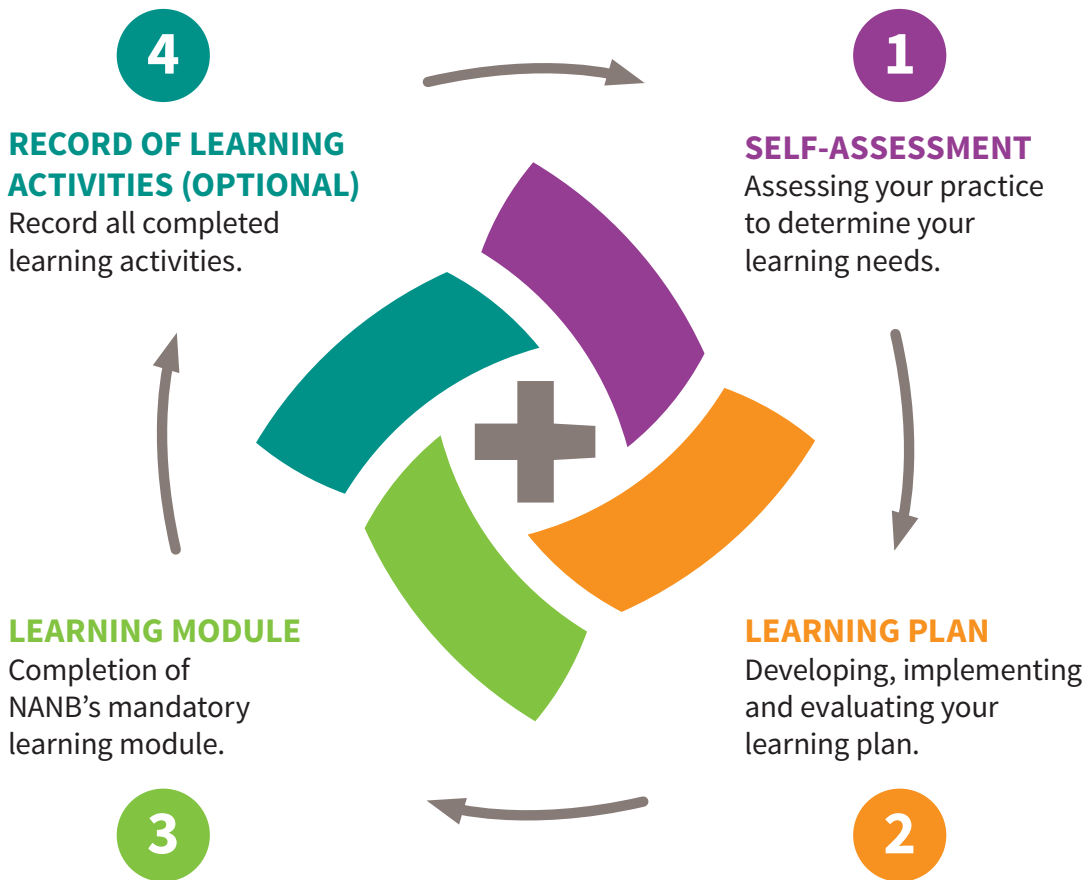 4
RECORD OF LEARNING
ACTIVITIES (OPTIONAL)
Record all completed
learning activities.
1
SELF-ASSESSMENT
Assessing your practice
to determine your
learning needs.
LEARNING MODULE
Completion of
NANB’s mandatory
learning module.
3
LEARNING PLAN
Developing, implementing
and evaluating your
learning plan.
2